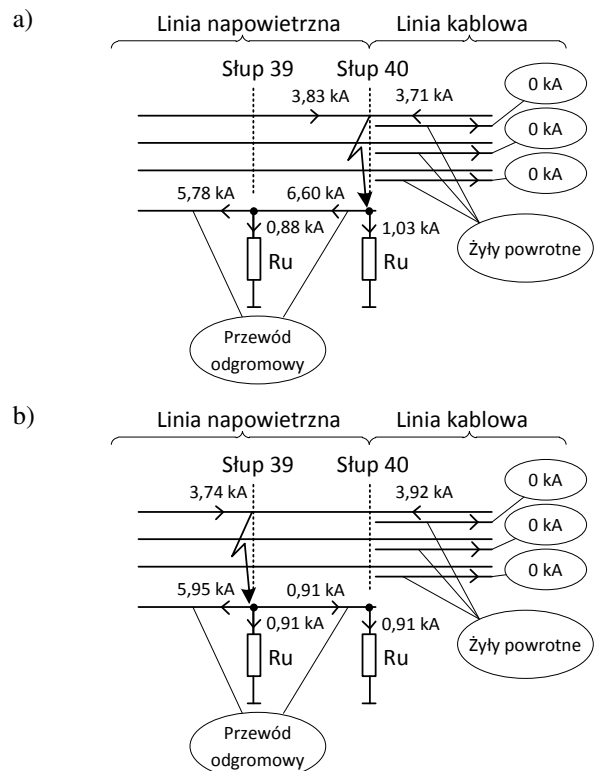 a)
Linia napowietrzna
Linia kablowa
Słup 39
Słup 40
0 kA
3,83 kA
3,71 kA
0 kA
0 kA
5,78 kA
6,60 kA
0,88 kA
1,03 kA
Ru
Ru
Żyły powrotne
Przewód
odgromowy
b)
Linia napowietrzna
Linia kablowa
Słup 39
Słup 40
0 kA
3,74 kA
3,92 kA
0 kA
0 kA
5,95 kA
0,91 kA
0,91 kA
0,91 kA
Ru
Ru
Żyły powrotne
Przewód
odgromowy